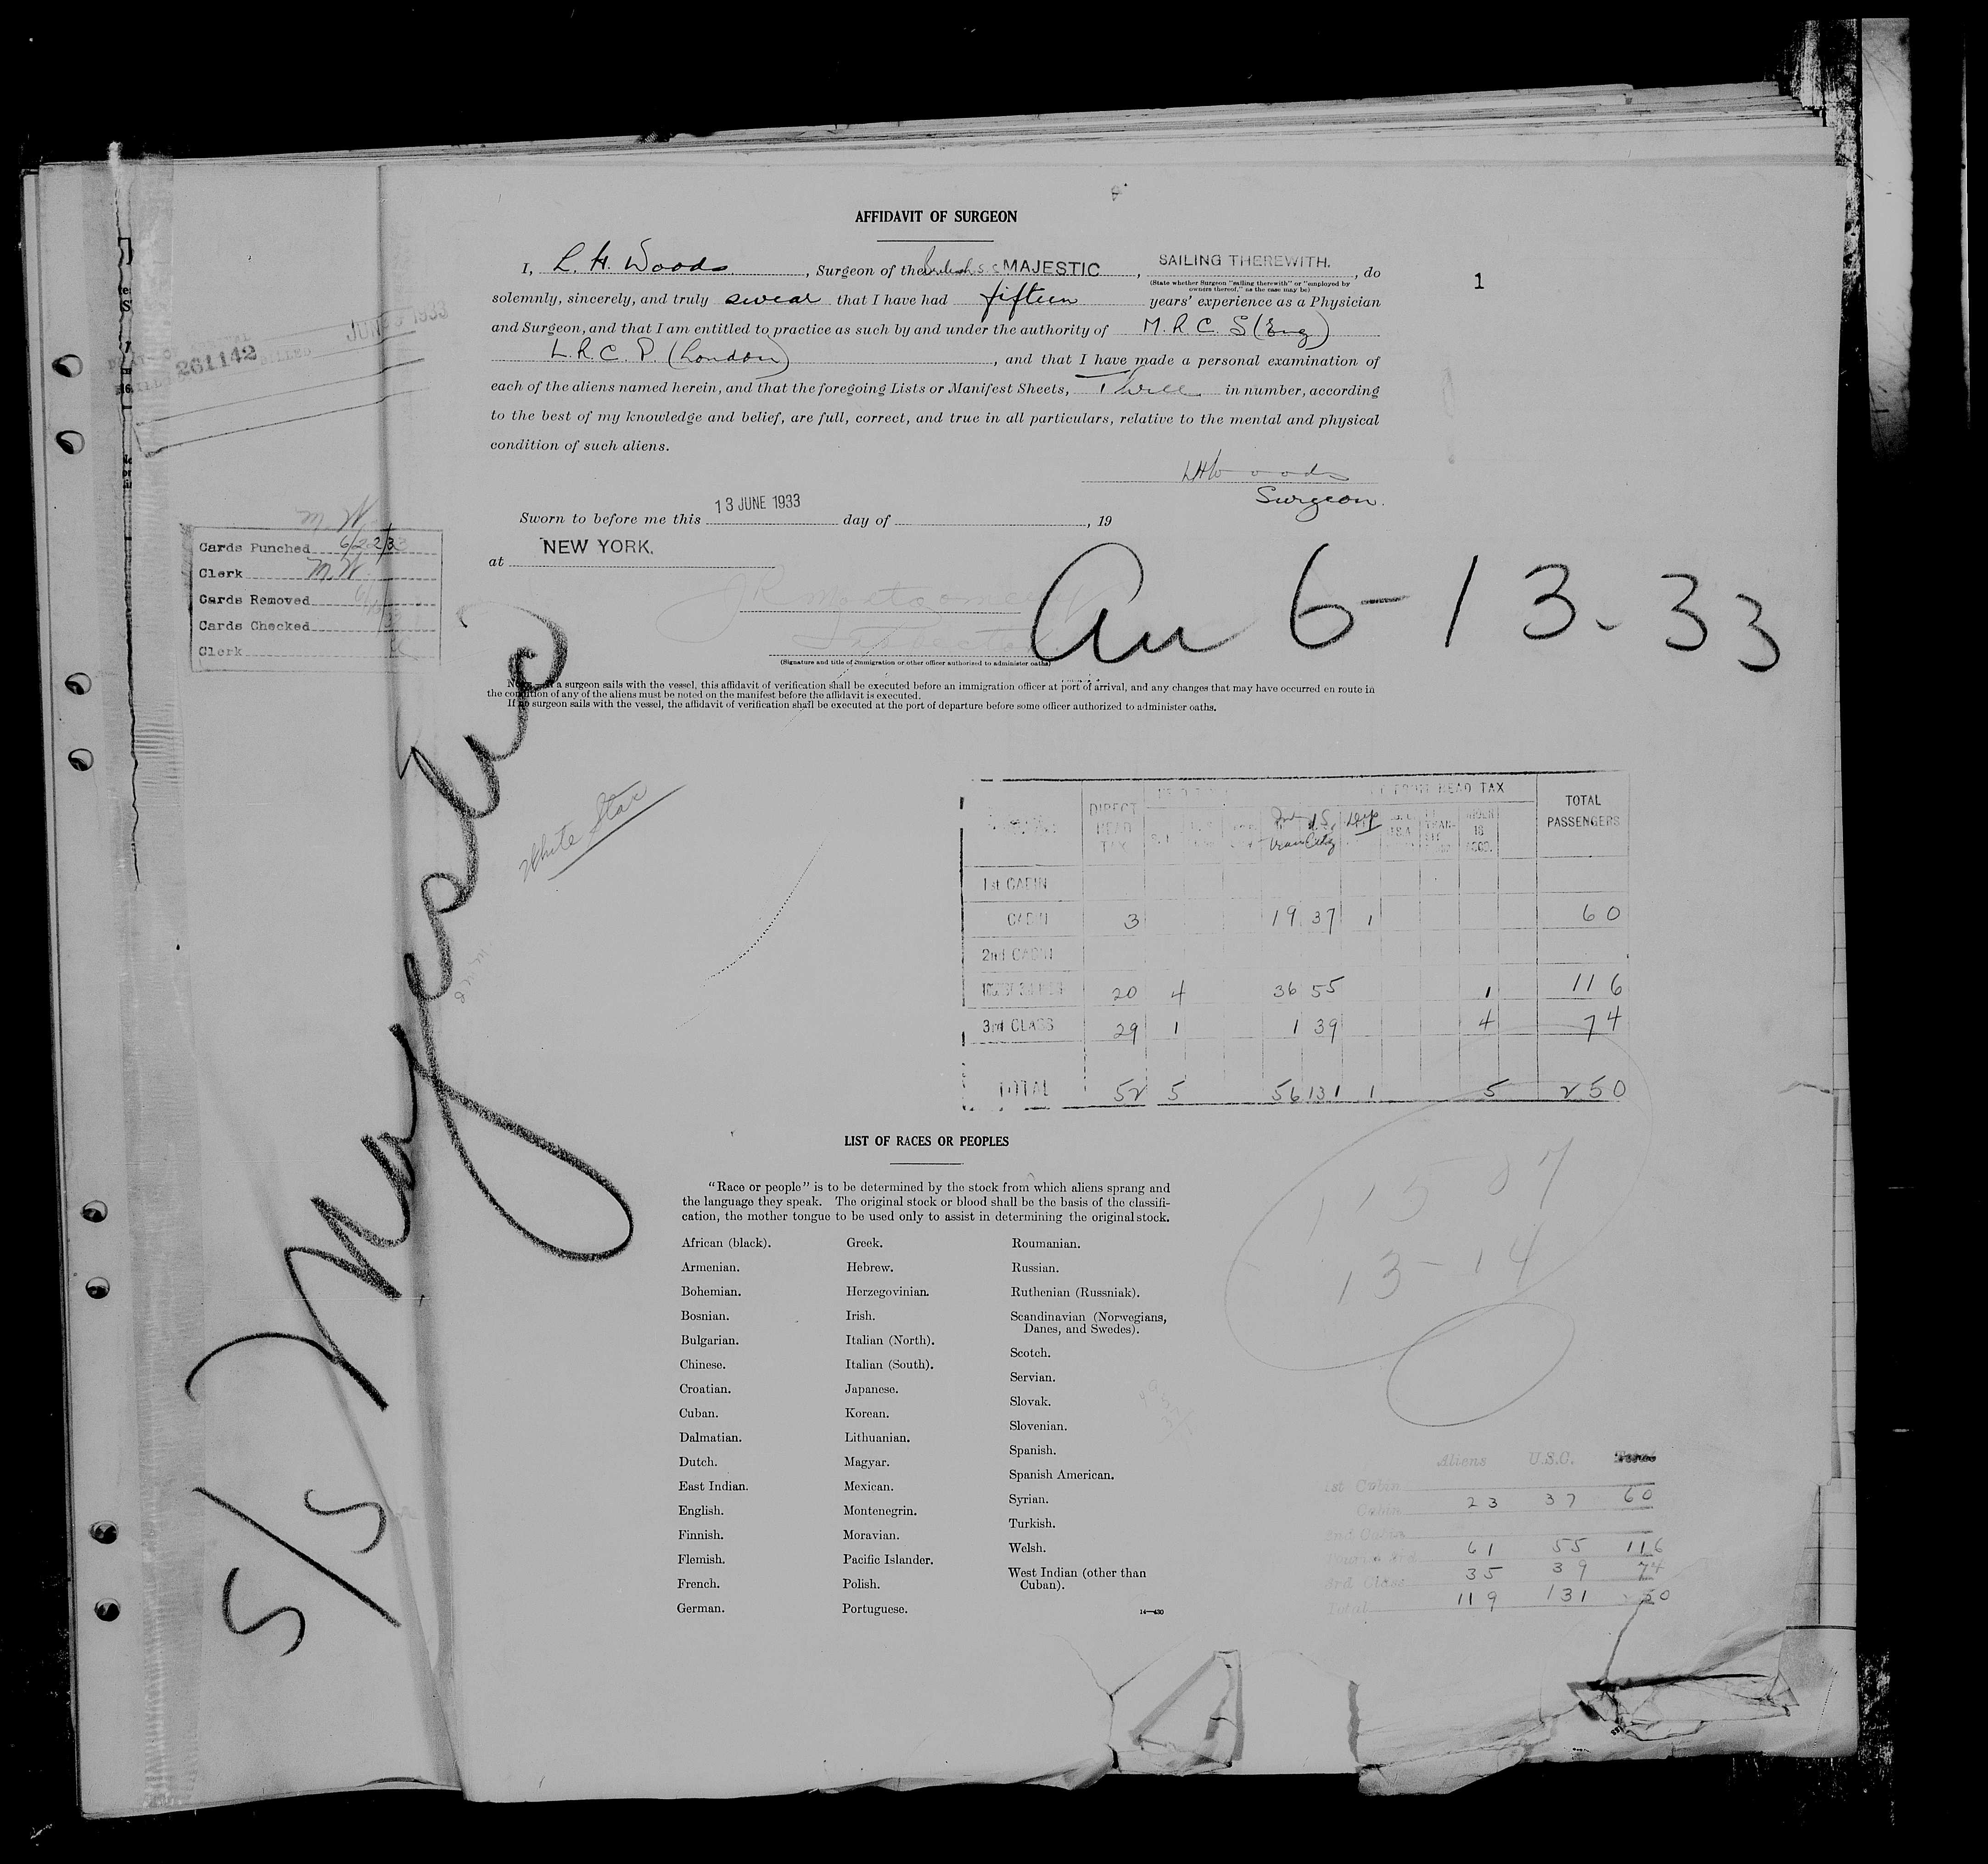 AFFIDAVIT OF SURGEON
I, L. H. Woods, Surgeon of the British S.S. MAJESTIC, SAILING THEREWITH., do
(State whether Surgeon "sailing therewith" or "employed by
owners thereof," as the case may be)
1
solemnly, sincerely, and truly swear that I have had fifteen years' experience as a Physician
and Surgeon, and that I am entitled to practice as such by and under the authority of M.R.C.S (Eng)
L.R.C.P (London), and that I have made a personal examination of
each of the aliens named herein, and that the foregoing Lists or Manifest Sheets, Three in number, according
to the best of my knowledge and belief, are full, correct, and true in all particulars, relative to the mental and physical
condition of such aliens.
LHWoods
Surgeon.
Sworn to before me this 13 JUNE 1933 day of , 19
at NEW YORK.
J R Montgomery
Inspector
(Signature and title of immigration or other officer authorized to administer oaths)
Arr 6-13-33
a surgeon sails with the vessel, this affidavit of verification shall be executed before an immigration officer at port of arrival, and any changes that may have occurred en route in
the condition of any of the aliens must be noted on the manifest before the affidavit is executed.
If no surgeon sails with the vessel, the affidavit of verification shall be executed at the port of departure before some officer authorized to administer oaths.
261142
JUN 1933
M.W.
Cards Punched 6/22/33
Clerk M.W.
Cards Removed
Cards Checked
Clerk
S/S Majestic
White Star
DIRECT HEAD TAX
HEAD TAX
TOTAL PASSENGERS
1st CABIN
CABIN 3 19 37 1 60
2nd CABIN
20 4 36 55 1 116
3rd CLASS 29 1 1 39 4 74
TOTAL 52 5 56 131 1 5 250
LIST OF RACES OR PEOPLES
"Race or people" is to be determined by the stock from which aliens sprang and
the language they speak. The original stock or blood shall be the basis of the classifi-
cation, the mother tongue to be used only to assist in determining the original stock.
African (black).
Armenian.
Bohemian.
Bosnian.
Bulgarian.
Chinese.
Croatian.
Cuban.
Dalmatian.
Dutch.
East Indian.
English.
Finnish.
Flemish.
French.
German.
Greek.
Hebrew.
Herzegovinian.
Irish.
Italian (North).
Italian (South).
Japanese.
Korean.
Lithuanian.
Magyar.
Mexican.
Montenegrin.
Moravian.
Pacific Islander.
Polish.
Portuguese.
Roumanian.
Russian.
Ruthenian (Russniak).
Scandinavian (Norwegians,
Danes, and Swedes).
Scotch.
Servian.
Slovak.
Slovenian.
Spanish.
Spanish American.
Syrian.
Turkish.
Welsh.
West Indian (other than
Cuban).
14—430
13-14
Aliens U.S.C. Total
1st Cabin
Cabin 23 37 60
2nd Cabin
61 55 116
3rd Class 35 39 74
Total 119 131 250